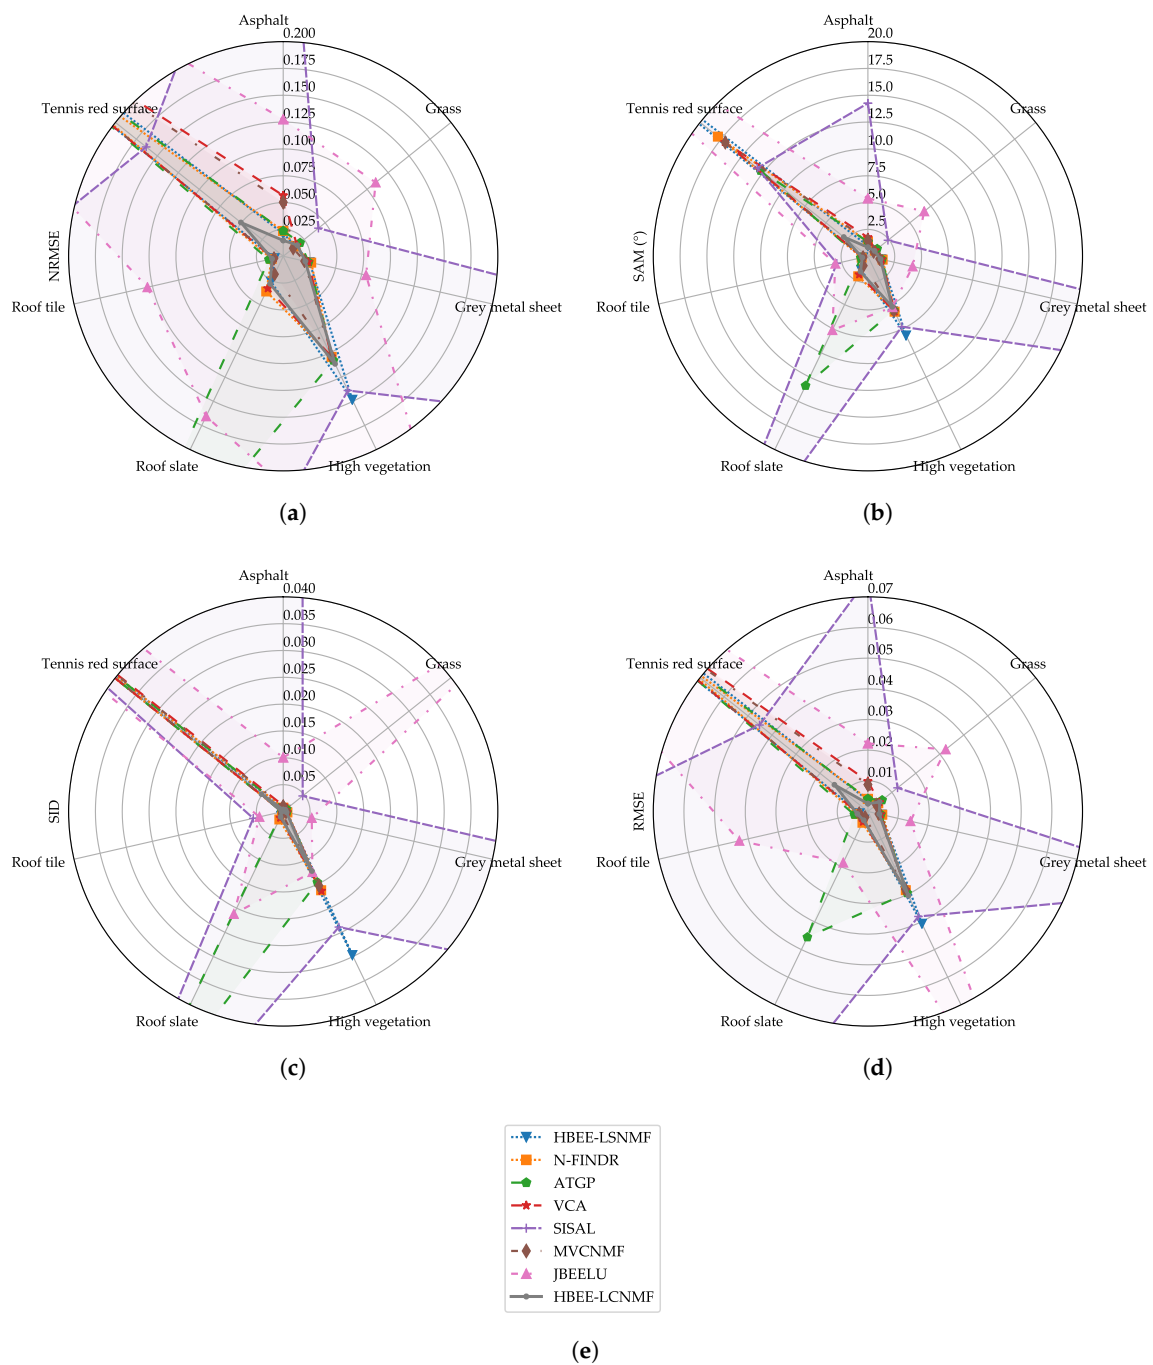 Asphalt
0.200
0.175
0.150
0.125
0.100
0.075
0.050
0.025
Tennis red surface
Grass
NRMSE
Roof tile
Grey metal sheet
Roof slate
High vegetation
(a)
Asphalt
20.0
17.5
15.0
12.5
10.0
7.5
5.0
2.5
Tennis red surface
Grass
SAM (°)
Roof tile
Grey metal sheet
Roof slate
High vegetation
(b)
Asphalt
0.040
0.035
0.030
0.025
0.020
0.015
0.010
0.005
Tennis red surface
Grass
SID
Roof tile
Grey metal sheet
Roof slate
High vegetation
(c)
Asphalt
0.07
0.06
0.05
0.04
0.03
0.02
0.01
Tennis red surface
Grass
RMSE
Roof tile
Grey metal sheet
Roof slate
High vegetation
(d)
HBEE-LSNMF
N-FINDR
ATGP
VCA
SISAL
MVCNMF
JBEELU
HBEE-LCNMF
(e)